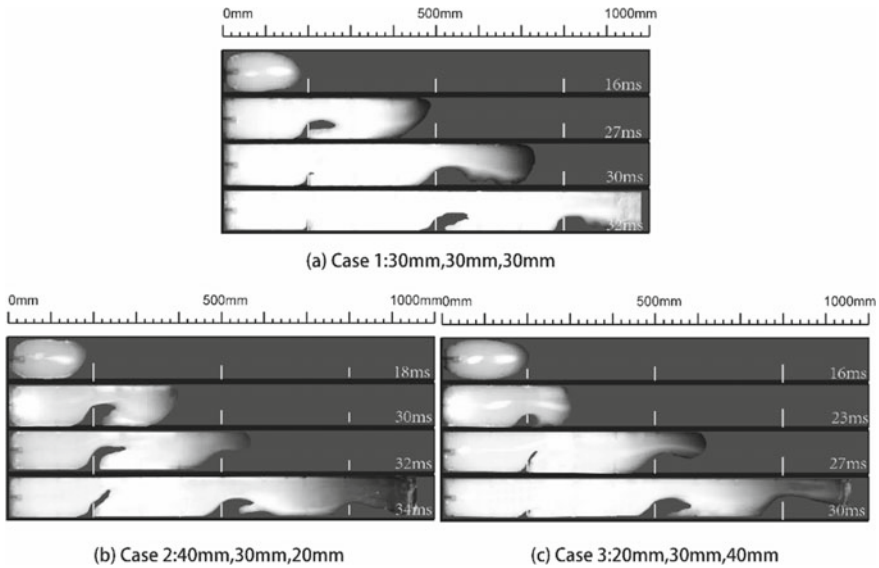 0mm 500mm 1000mm
16ms
27ms
30ms
32ms
(a) Case 1:30mm,30mm,30mm
0mm 500mm 1000mm
18ms
30ms
32ms
34ms
(b) Case 2:40mm,30mm,20mm
0mm 500mm 1000mm
16ms
23ms
27ms
30ms
(c) Case 3:20mm,30mm,40mm